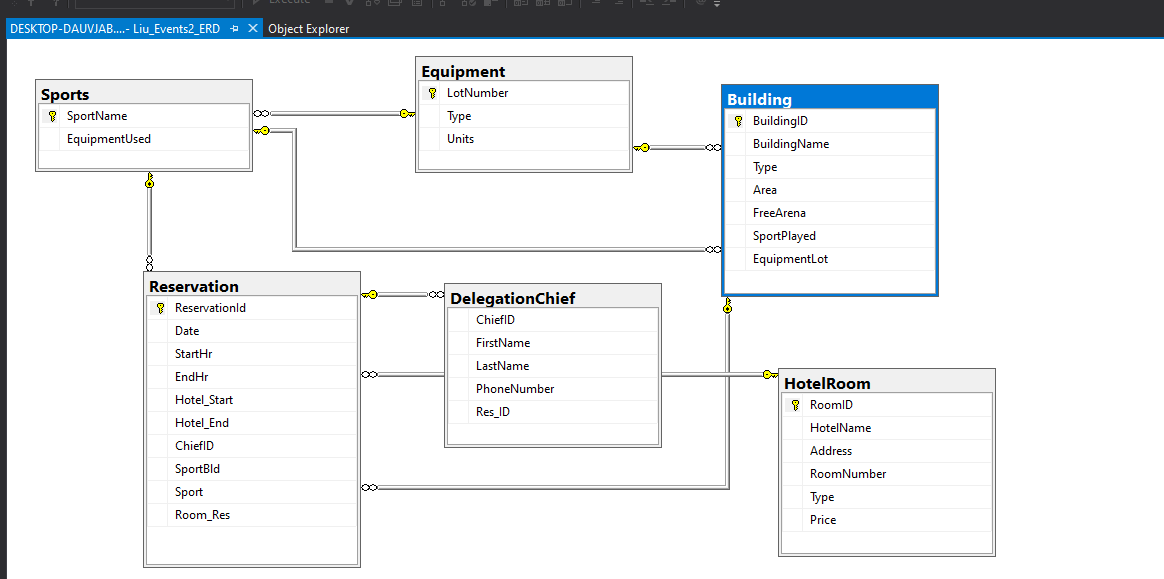 Execute
DESKTOP-DAUVJAB....- Liu_Events2_ERD
Object Explorer
Sports
SportName
EquipmentUsed
Equipment
LotNumber
Type
Units
Building
BuildingID
BuildingName
Type
Area
FreeArena
SportPlayed
EquipmentLot
Reservation
ReservationId
Date
StartHr
EndHr
Hotel_Start
Hotel_End
ChiefID
SportBld
Sport
Room_Res
DelegationChief
ChiefID
FirstName
LastName
PhoneNumber
Res_ID
HotelRoom
RoomID
HotelName
Address
RoomNumber
Type
Price